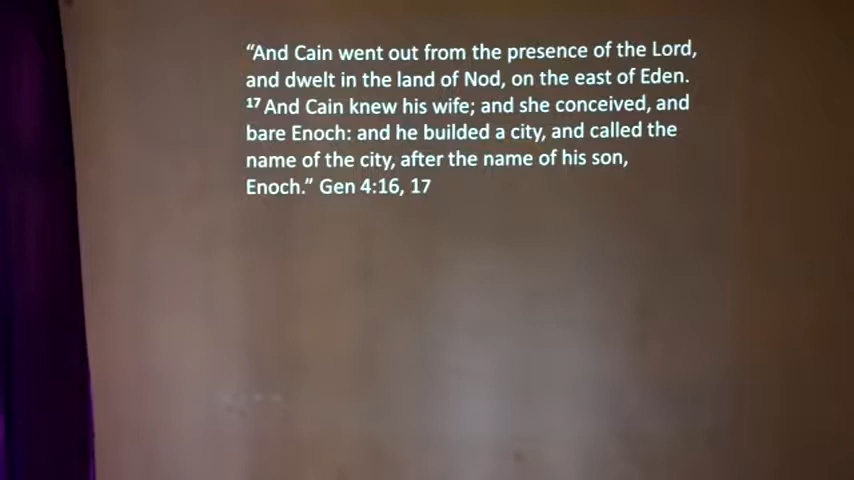 “And Cain went out from the presence of the Lord,
and dwelt in the land of Nod, on the east of Eden.
17 And Cain knew his wife; and she conceived, and
bare Enoch: and he builded a city, and called the
name of the city, after the name of his son,
Enoch.” Gen 4:16, 17